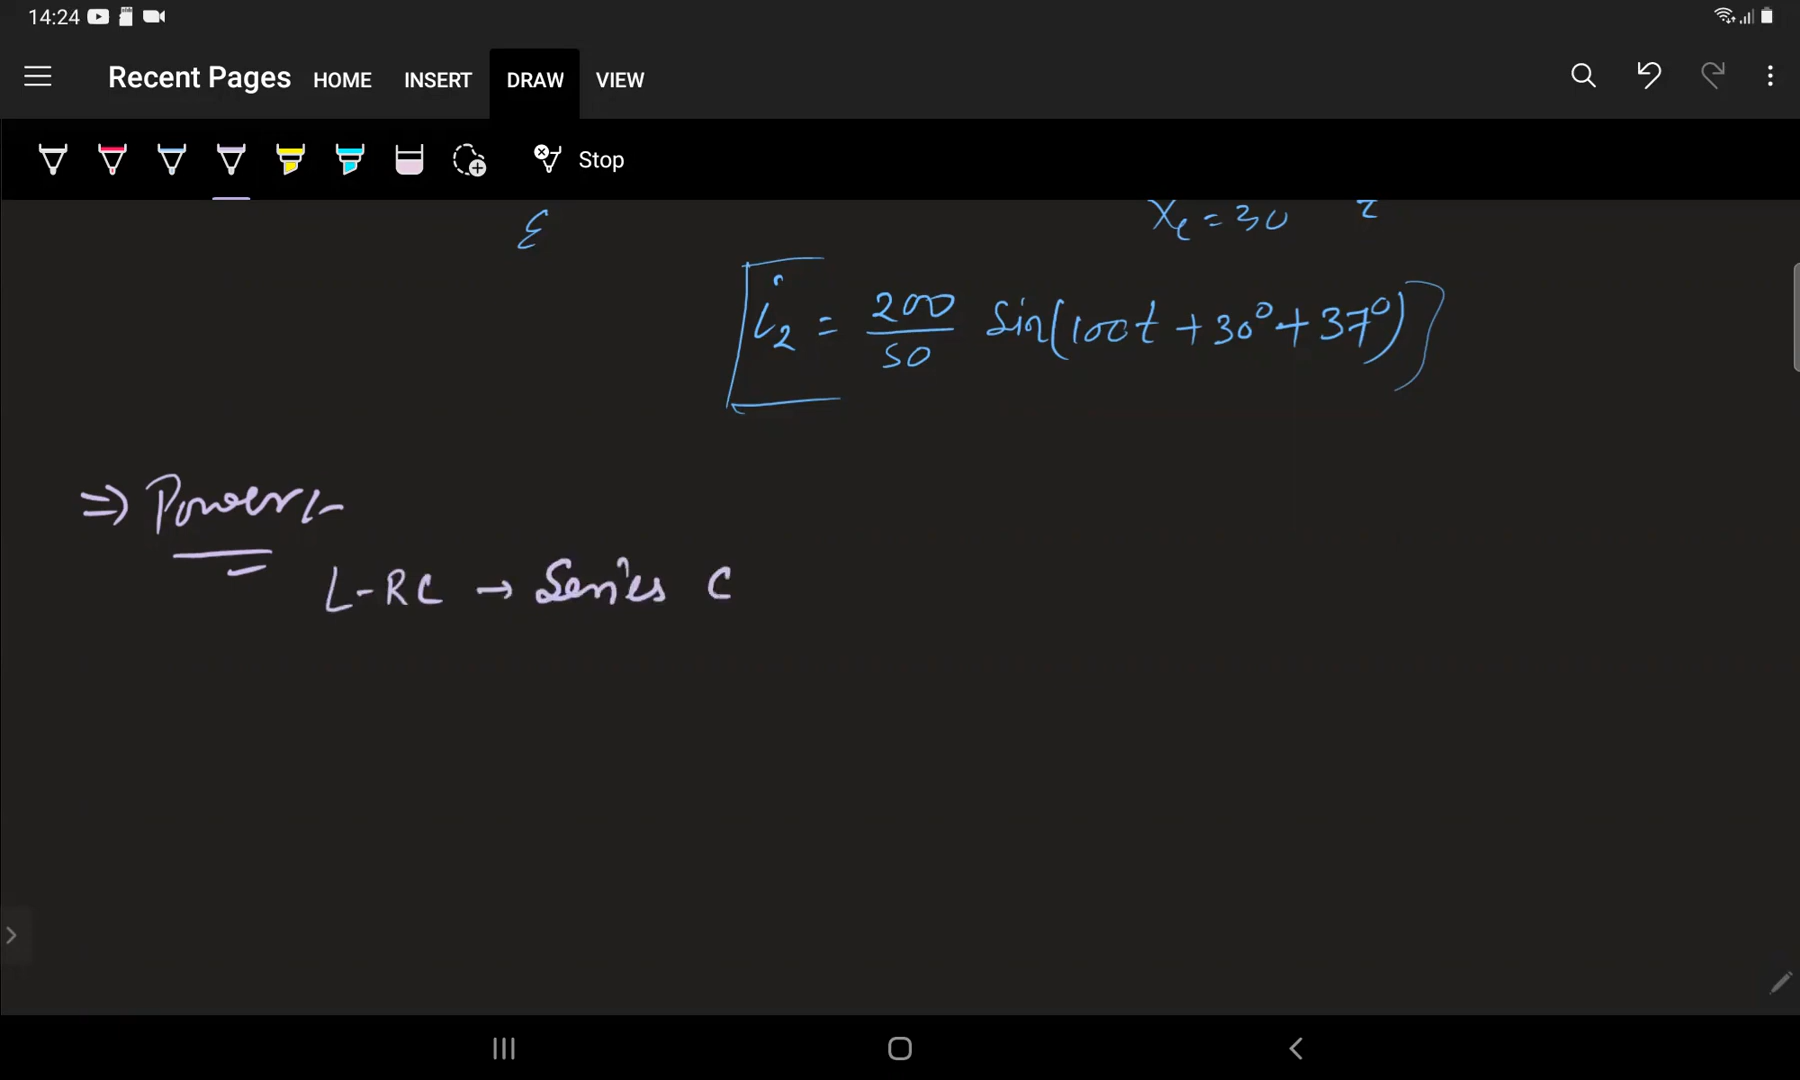 14:24
Recent Pages HOME INSERT DRAW VIEW
Stop
ε
X_L = 30
i₂ = 200/50 Sin(100t + 30° + 37°)
⇒ Power:-
L-RC → Series C